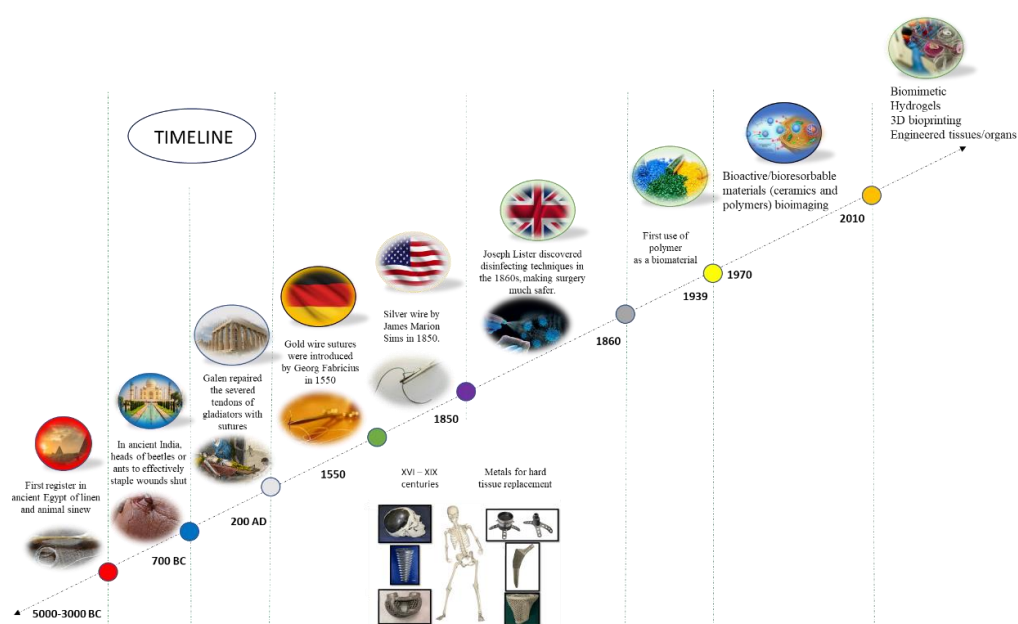 TIMELINE
First register in
ancient Egypt of linen
and animal sinew
5000-3000 BC
In ancient India,
heads of beetles or
ants to effectively
staple wounds shut
700 BC
Galen repaired
the severed
tendons of
gladiators with
sutures
200 AD
Gold wire sutures
were introduced
by Georg Fabricius
in 1550
1550
Silver wire by
James Marion
Sims in 1850.
1850
Joseph Lister discovered
disinfecting techniques in
the 1860s, making surgery
much safer.
1860
First use of
polymer
as a biomaterial
1939
1970
Bioactive/bioresorbable
materials (ceramics and
polymers) bioimaging
2010
Biomimetic
Hydrogels
3D bioprinting
Engineered tissues/organs
XVI – XIX
centuries
Metals for hard
tissue replacement